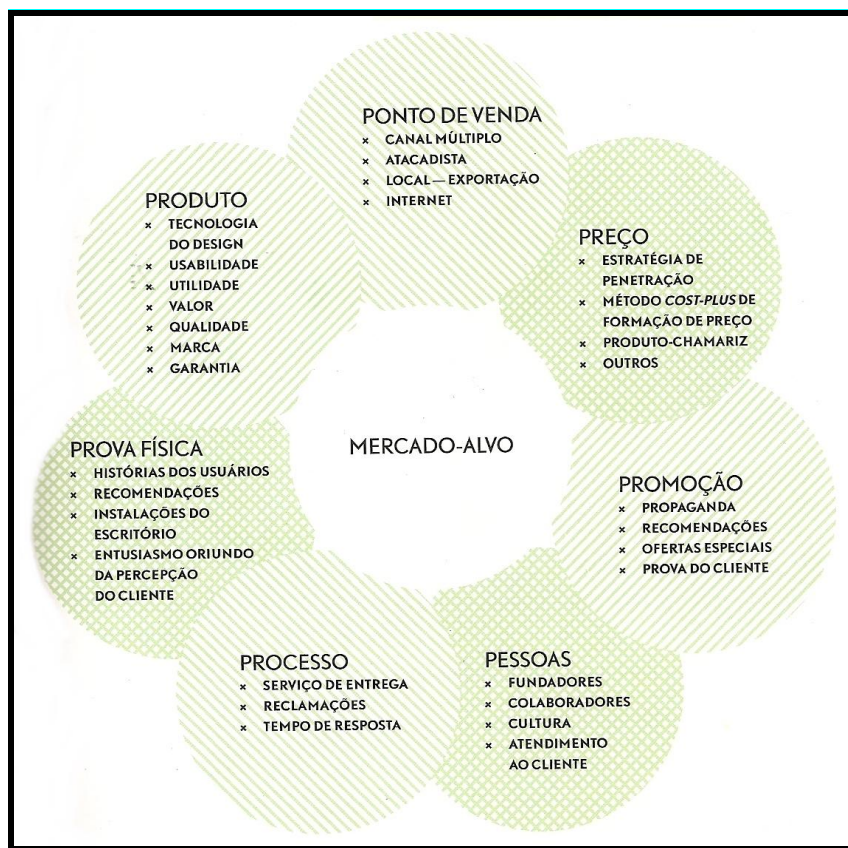 PONTO DE VENDA
× CANAL MÚLTIPLO
× ATACADISTA
× LOCAL — EXPORTAÇÃO
× INTERNET
PRODUTO
× TECNOLOGIA
DO DESIGN
× USABILIDADE
× UTILIDADE
× VALOR
× QUALIDADE
× MARCA
× GARANTIA
PREÇO
× ESTRATÉGIA DE
PENETRAÇÃO
× MÉTODO COST-PLUS DE
FORMAÇÃO DE PREÇO
× PRODUTO-CHAMARIZ
× OUTROS
MERCADO-ALVO
PROVA FÍSICA
× HISTÓRIAS DOS USUÁRIOS
× RECOMENDAÇÕES
× INSTALAÇÕES DO
ESCRITÓRIO
× ENTUSIASMO ORIUNDO
DA PERCEPÇÃO
DO CLIENTE
PROMOÇÃO
× PROPAGANDA
× RECOMENDAÇÕES
× OFERTAS ESPECIAIS
× PROVA DO CLIENTE
PROCESSO
× SERVIÇO DE ENTREGA
× RECLAMAÇÕES
× TEMPO DE RESPOSTA
PESSOAS
× FUNDADORES
× COLABORADORES
× CULTURA
× ATENDIMENTO
AO CLIENTE